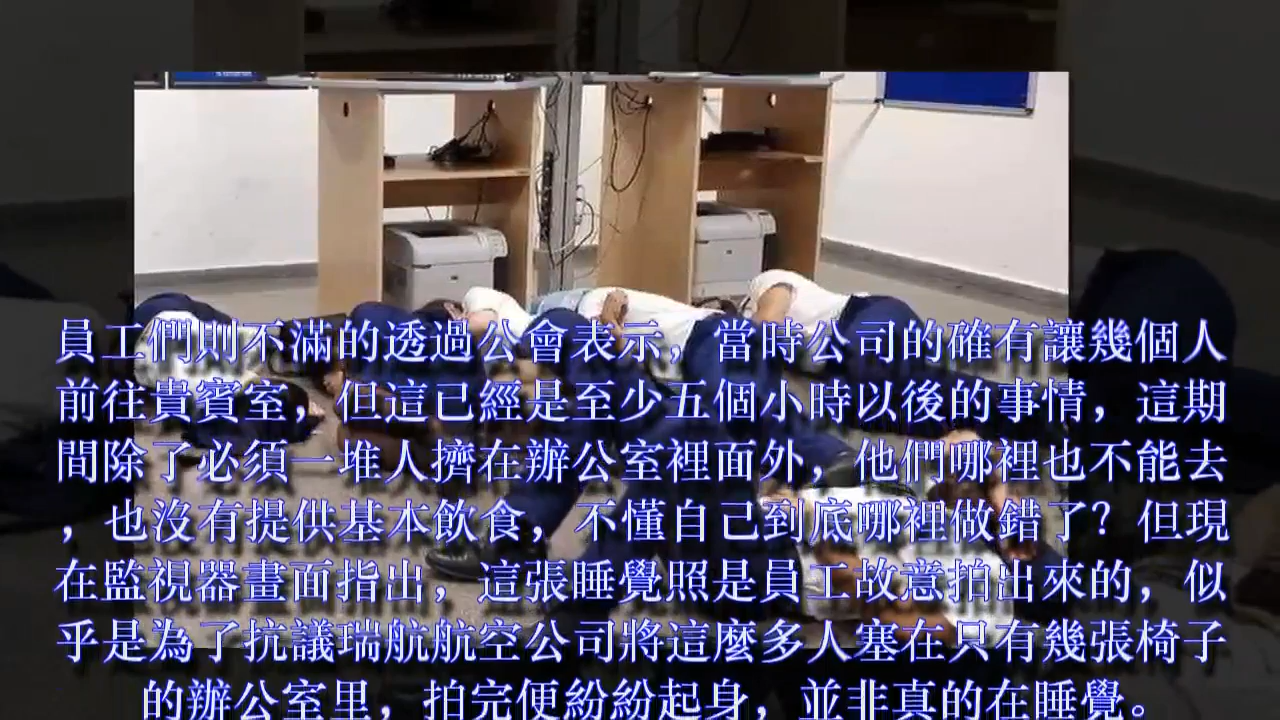 員工們則不滿的透過公會表示，當時公司的確有讓幾個人
前往貴賓室，但這已經是至少五個小時以後的事情，這期
間除了必須一堆人擠在辦公室裡面外，他們哪裡也不能去
，也沒有提供基本飲食，不懂自己到底哪裡做錯了？但現
在監視器畫面指出，這張睡覺照是員工故意拍出來的，似
乎是為了抗議瑞航航空公司將這麼多人塞在只有幾張椅子
的辦公室里，拍完便紛紛起身，並非真的在睡覺。